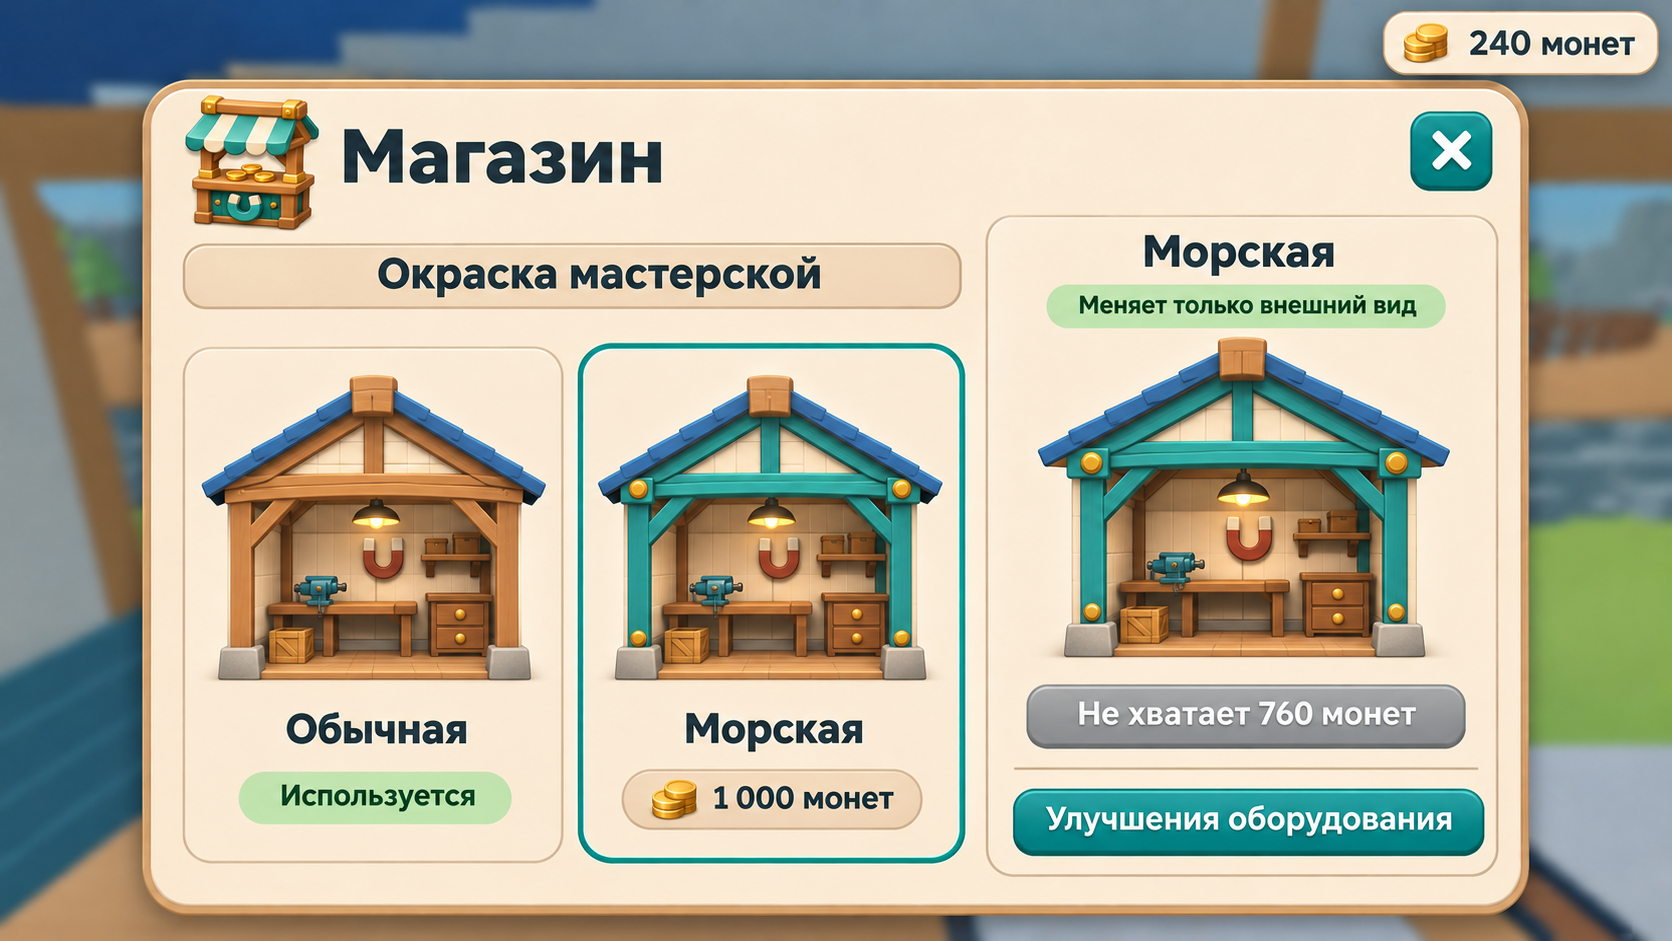 240 монет
Магазин
Окраска мастерской
Обычная
Используется
Морская
1 000 монет
Морская
Меняет только внешний вид
Не хватает 760 монет
Улучшения оборудования